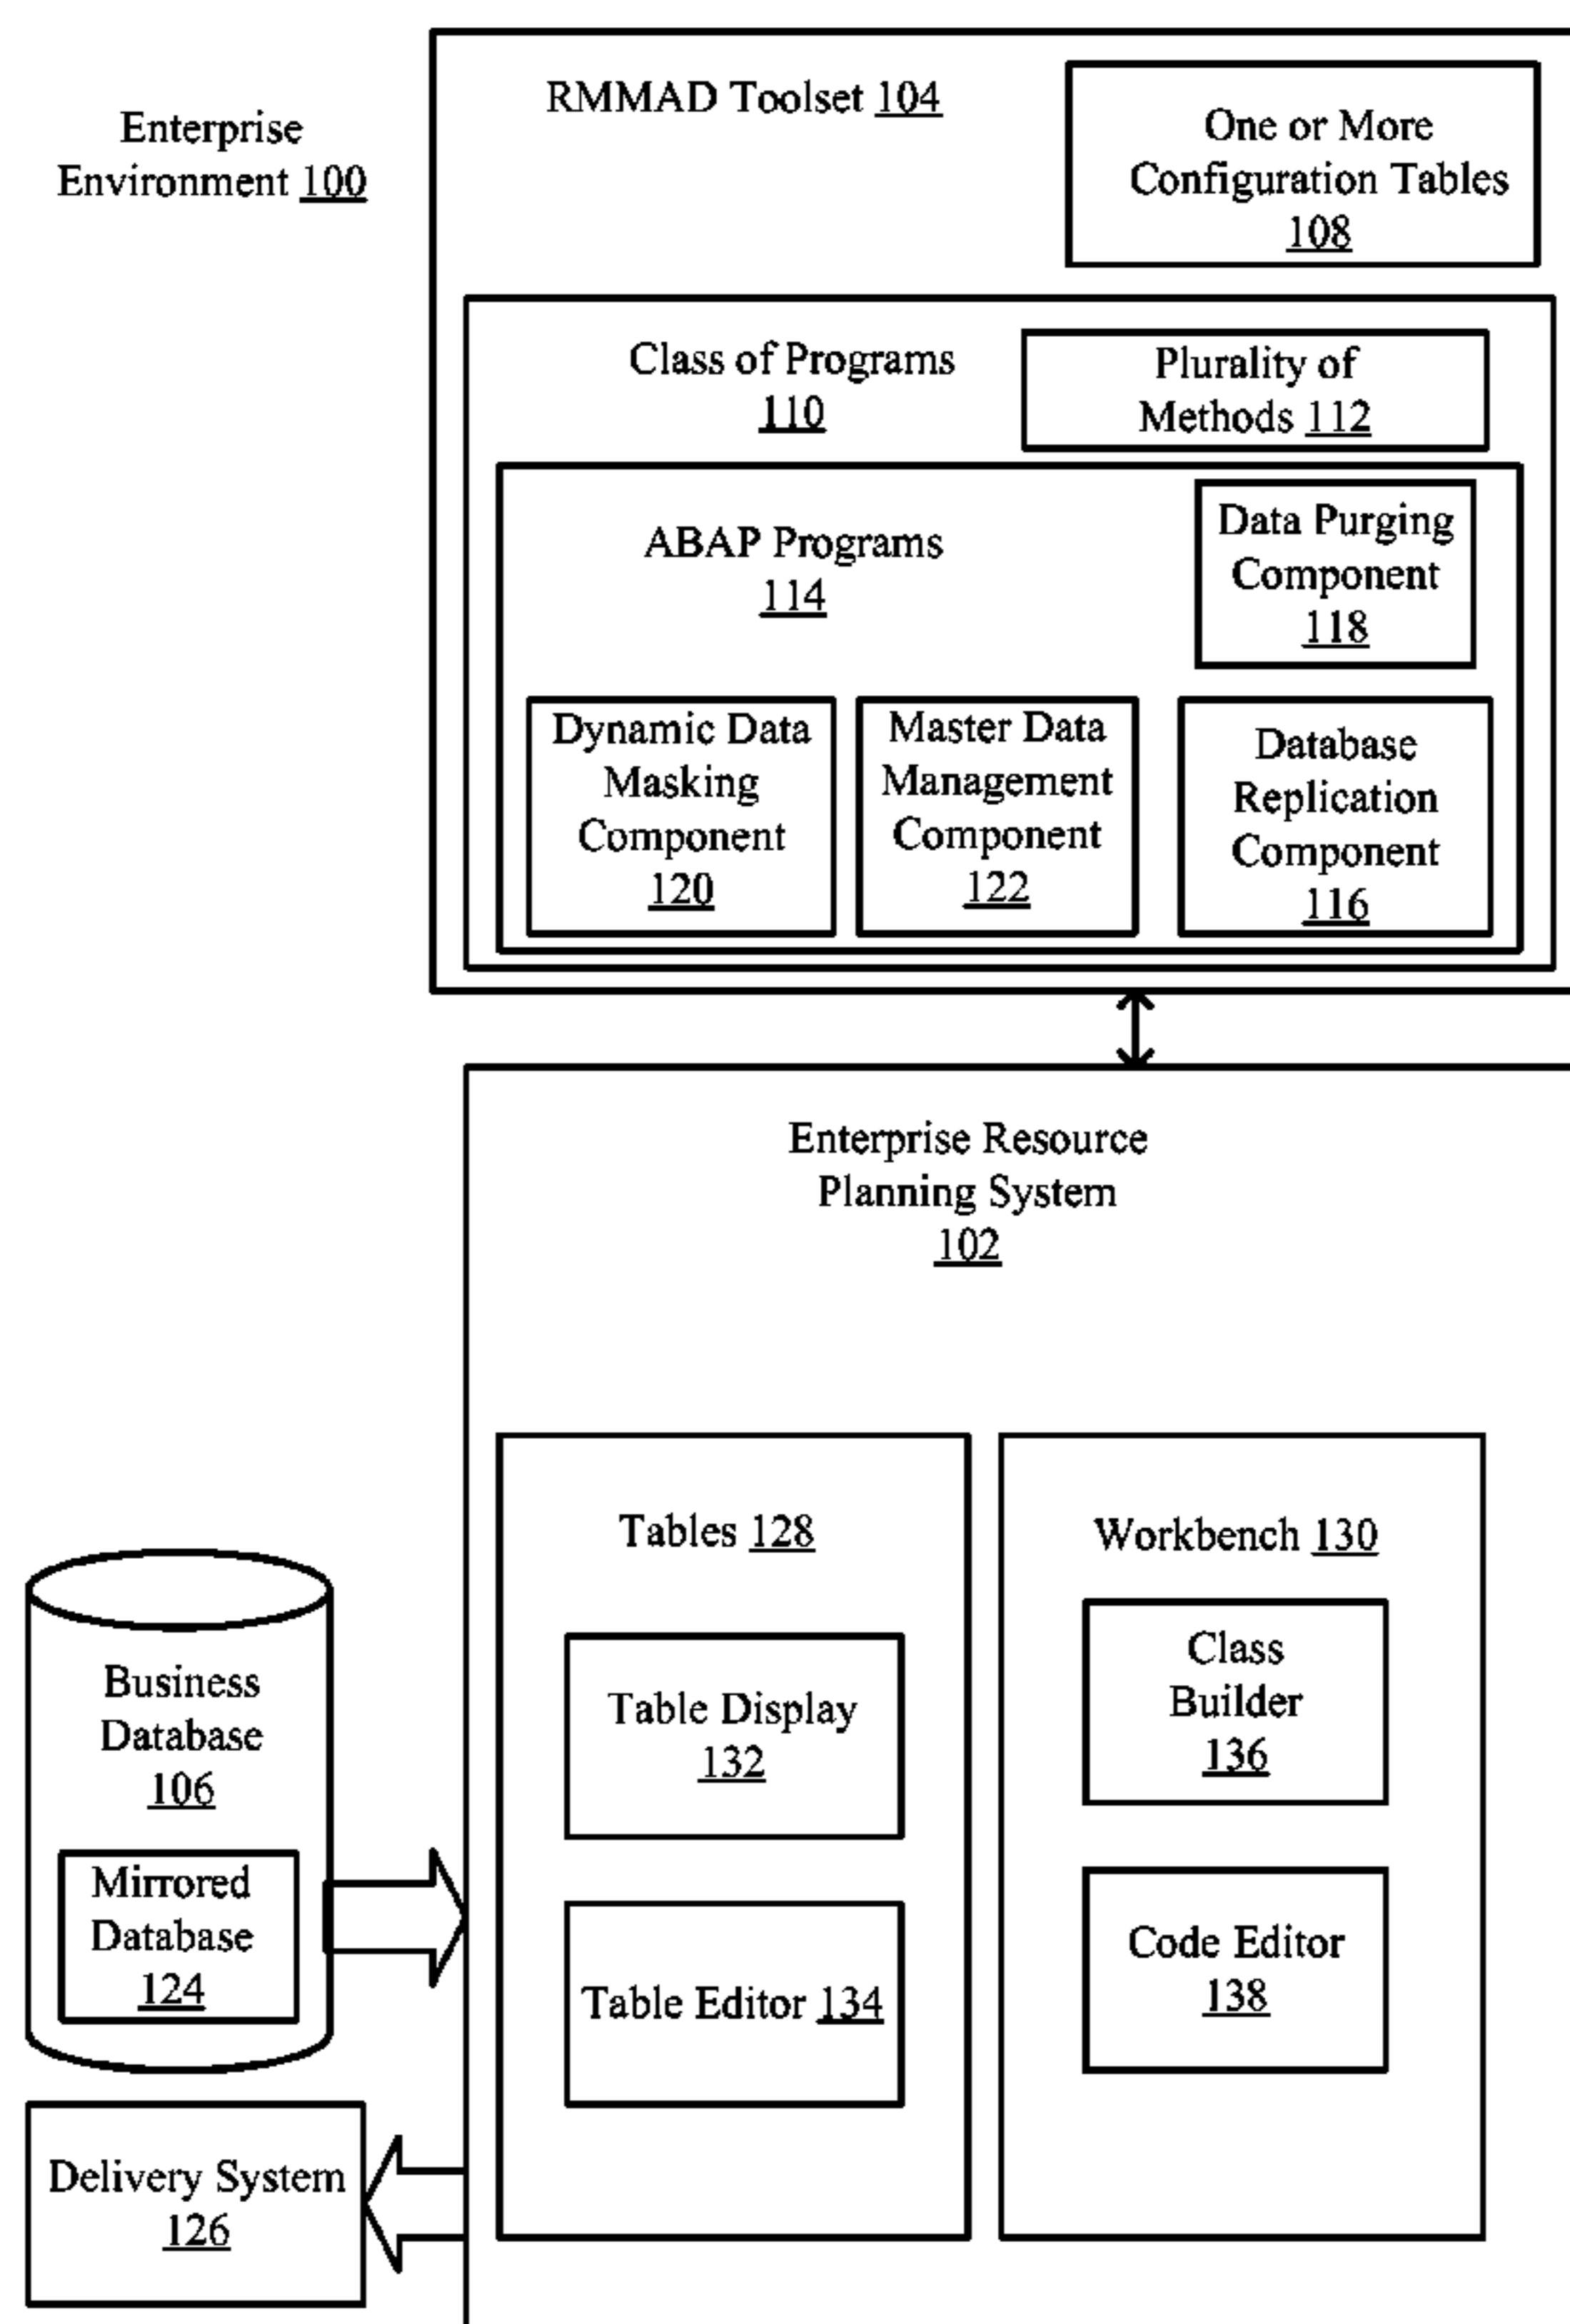 Enterprise
Environment 100
RMMAD Toolset 104
One or More
Configuration Tables
108
Class of Programs
110
Plurality of
Methods 112
ABAP Programs
114
Data Purging
Component
118
Dynamic Data
Masking
Component
120
Master Data
Management
Component
122
Database
Replication
Component
116
Enterprise Resource
Planning System
102
Tables 128
Table Display
132
Table Editor 134
Workbench 130
Class
Builder
136
Code Editor
138
Business
Database
106
Mirrored
Database
124
Delivery System
126